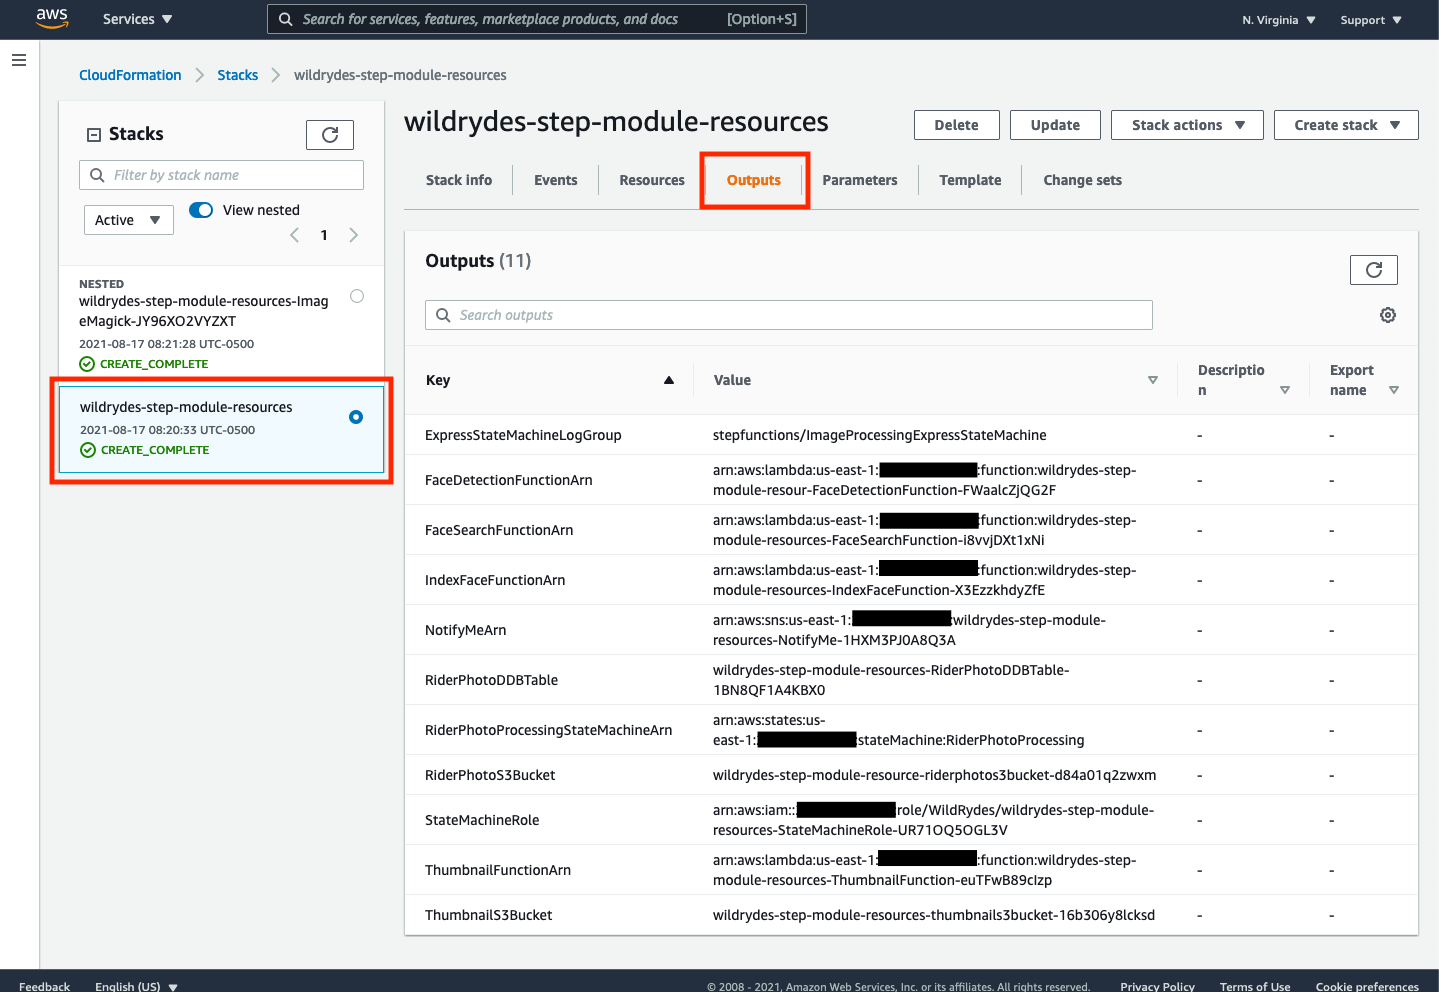 aws
Services
Search for services, features, marketplace products, and docs
[Option+S]
N. Virginia
Support
CloudFormation
Stacks
wildrydes-step-module-resources
Stacks
Filter by stack name
Active
View nested
1
NESTED
wildrydes-step-module-resources-Imag
eMagick-JY96XO2VYZXT
2021-08-17 08:21:28 UTC-0500
CREATE_COMPLETE
wildrydes-step-module-resources
2021-08-17 08:20:33 UTC-0500
CREATE_COMPLETE
wildrydes-step-module-resources
Delete
Update
Stack actions
Create stack
Stack info
Events
Resources
Outputs
Parameters
Template
Change sets
Outputs (11)
Search outputs
Key
Value
Descriptio
n
Export
name
ExpressStateMachineLogGroup
stepfunctions/ImageProcessingExpressStateMachine
-
-
FaceDetectionFunctionArn
arn:aws:lambda:us-east-1: :function:wildrydes-step-
module-resour-FaceDetectionFunction-FWaalcZjQG2F
-
-
FaceSearchFunctionArn
arn:aws:lambda:us-east-1: :function:wildrydes-step-
module-resources-FaceSearchFunction-i8vvjDXt1xNi
-
-
IndexFaceFunctionArn
arn:aws:lambda:us-east-1: :function:wildrydes-step-
module-resources-IndexFaceFunction-X3EzzkhdyZfE
-
-
NotifyMeArn
arn:aws:sns:us-east-1: :wildrydes-step-module-
resources-NotifyMe-1HXM3PJ0A8Q3A
-
-
RiderPhotoDDBTable
wildrydes-step-module-resources-RiderPhotoDDBTable-
1BN8QF1A4KBX0
-
-
RiderPhotoProcessingStateMachineArn
arn:aws:states:us-
east-1: :stateMachine:RiderPhotoProcessing
-
-
RiderPhotoS3Bucket
wildrydes-step-module-resource-riderphotos3bucket-d84a01q2zwxm
-
-
StateMachineRole
arn:aws:iam:: :role/WildRydes/wildrydes-step-module-
resources-StateMachineRole-UR71OQ5OGL3V
-
-
ThumbnailFunctionArn
arn:aws:lambda:us-east-1: :function:wildrydes-step-
module-resources-ThumbnailFunction-euTFwB89cIzp
-
-
ThumbnailS3Bucket
wildrydes-step-module-resources-thumbnails3bucket-16b306y8lcksd
-
-
Feedback
English (US)
© 2008 - 2021, Amazon Web Services, Inc. or its affiliates. All rights reserved.
Privacy Policy
Terms of Use
Cookie preferences